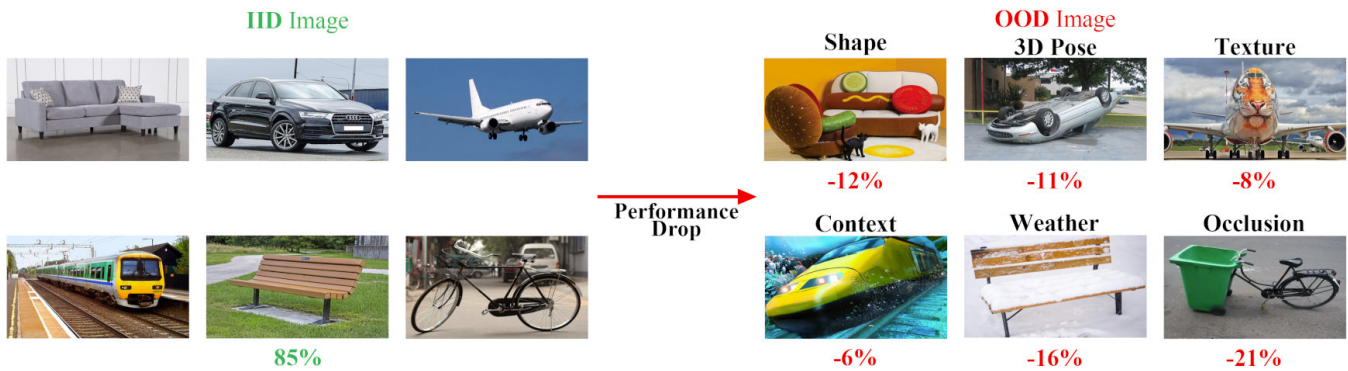 IID Image
OOD Image
Shape
3D Pose
Texture
-12%
-11%
-8%
Performance
Drop
Context
Weather
Occlusion
85%
-6%
-16%
-21%